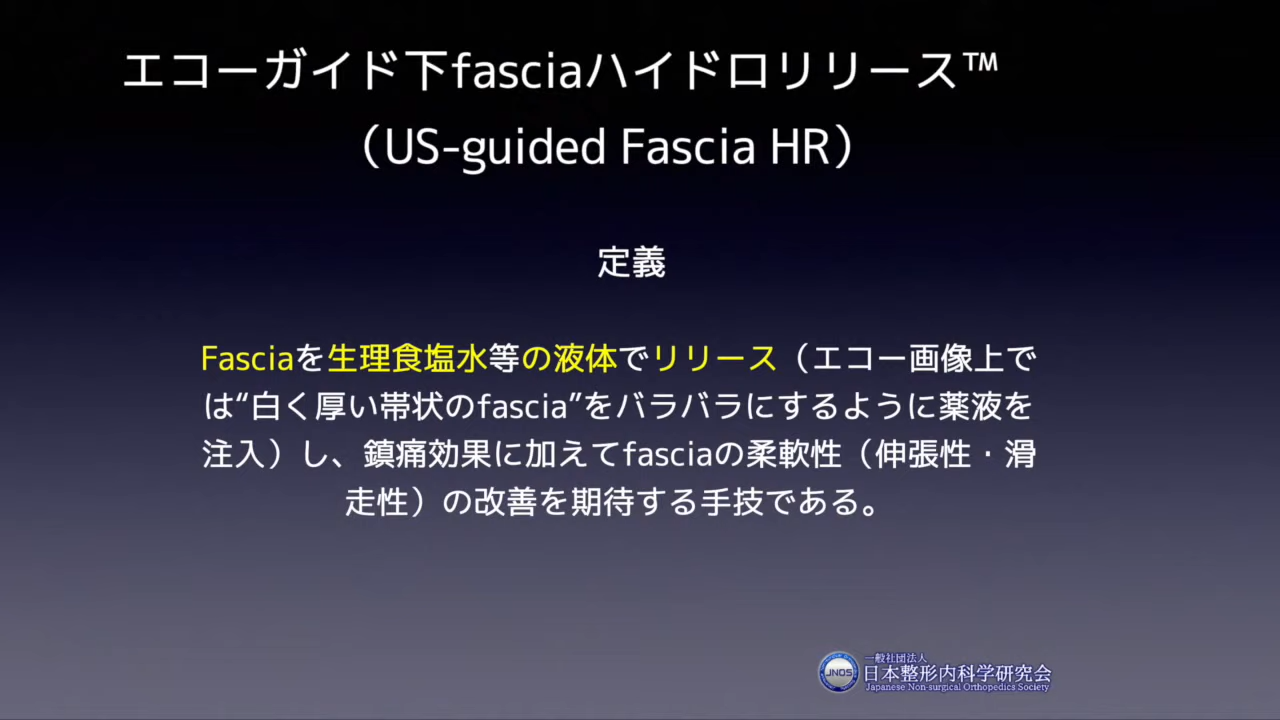 エコーガイド下fasciaハイドロリリース™
（US-guided Fascia HR）
定義
Fasciaを生理食塩水等の液体でリリース（エコー画像上で
は“白く厚い帯状のfascia”をバラバラにするように薬液を
注入）し、鎮痛効果に加えてfasciaの柔軟性（伸張性・滑
走性）の改善を期待する手技である。
JNOS
一般社団法人
日本整形内科学研究会
Japanese Non-surgical Orthopedics Society